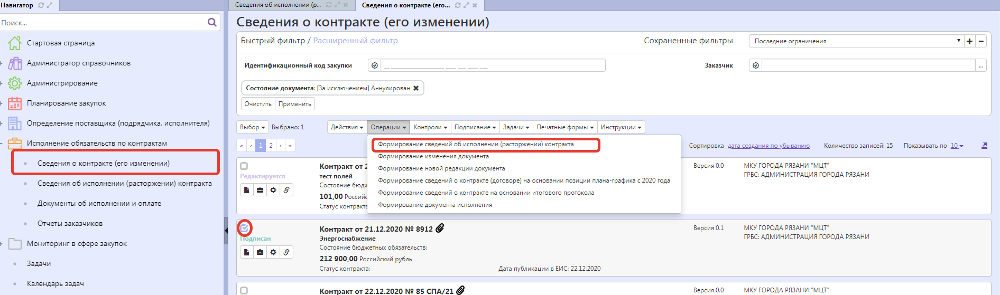 Навигатор
Поиск...
Стартовая страница
Администратор справочников
Администрирование
Планирование закупок
Определение поставщика (подрядчика, исполнителя)
Исполнение обязательств по контрактам
Сведения о контракте (его изменении)
Сведения об исполнении (расторжении) контракта
Документы об исполнении и оплате
Отчеты заказчиков
Мониторинг в сфере закупок
Задачи
Календарь задач
Сведения об исполнении (р... Сведения о контракте (его...
Сведения о контракте (его изменении)
Быстрый фильтр / Расширенный фильтр Сохраненные фильтры Последние ограничения
Идентификационный код закупки Заказчик ...
Состояние документа: [За исключением] Аннулирован
Очистить Применить
Выбор Выбрано: 1 Действия Операции Контроли Подписание Задачи Печатные формы Инструкции
« ‹ 1 2 › » Сортировка дата создания по убыванию Количество записей: 15 Показывать по 10
Формирование сведений об исполнении (расторжении) контракта
Формирование изменения документа
Формирование новой редакции документа
Формирование сведений о контракте (договоре) на основании позиции плана-графика с 2020 года
Формирование сведений о контракте на основании итогового протокола
Формирование документа исполнения
Контракт от 2 Версия 0.0 МКУ ГОРОДА РЯЗАНИ "МЦТ"
Редактируется тест полей ГРБС: АДМИНИСТРАЦИЯ ГОРОДА РЯЗАНИ
Состояние бюдж
101,00 Российс
Статус контракта
Контракт от 21.12.2020 № 8912 Версия 0.1 МКУ ГОРОДА РЯЗАНИ "МЦТ"
Подписан Энергоснабжение ГРБС: АДМИНИСТРАЦИЯ ГОРОДА РЯЗАНИ
Состояние бюджетных обязательств:
212 900,00 Российский рубль
Статус контракта: Дата публикации в ЕИС: 22.12.2020
Контракт от 22.12.2020 № 85 СПА/21 Версия 0.0 МКУ ГОРОДА РЯЗАНИ "МЦТ"